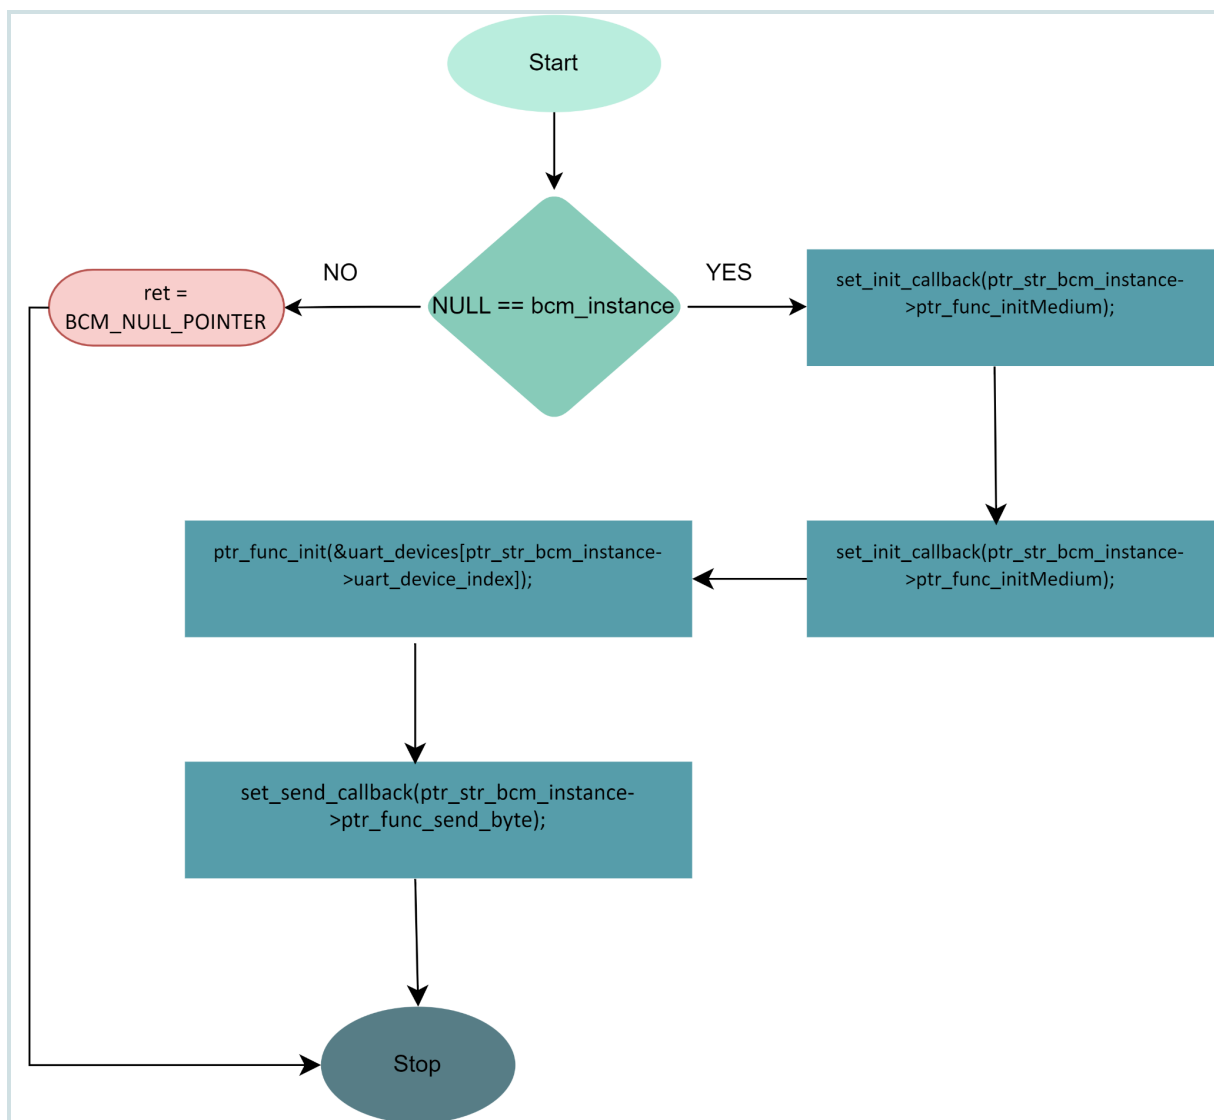 Start
NO
YES
ret =
BCM_NULL_POINTER
NULL == bcm_instance
set_init_callback(ptr_str_bcm_instance-
>ptr_func_initMedium);
ptr_func_init(&uart_devices[ptr_str_bcm_instance-
>uart_device_index]);
set_init_callback(ptr_str_bcm_instance-
>ptr_func_initMedium);
set_send_callback(ptr_str_bcm_instance-
>ptr_func_send_byte);
Stop